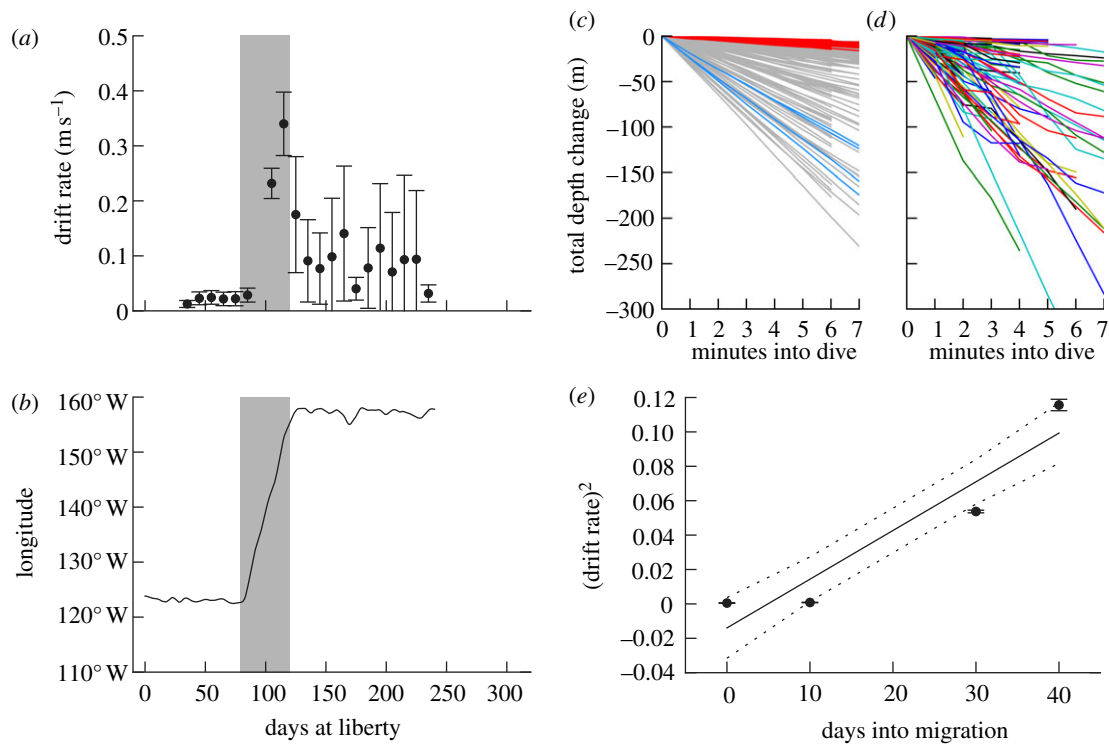 (a)
0.5
0.4
0.3
0.2
0.1
0
drift rate (m s⁻¹)
(b)
160° W
150° W
140° W
130° W
120° W
110° W
longitude
0 50 100 150 200 250 300
days at liberty
(c)
0
−50
−100
−150
−200
−250
−300
total depth change (m)
0 1 2 3 4 5 6 7
minutes into dive
(d)
0 1 2 3 4 5 6 7
minutes into dive
(e)
0.12
0.10
0.08
0.06
0.04
0.02
0
−0.02
−0.04
(drift rate)²
0 10 20 30 40
days into migration